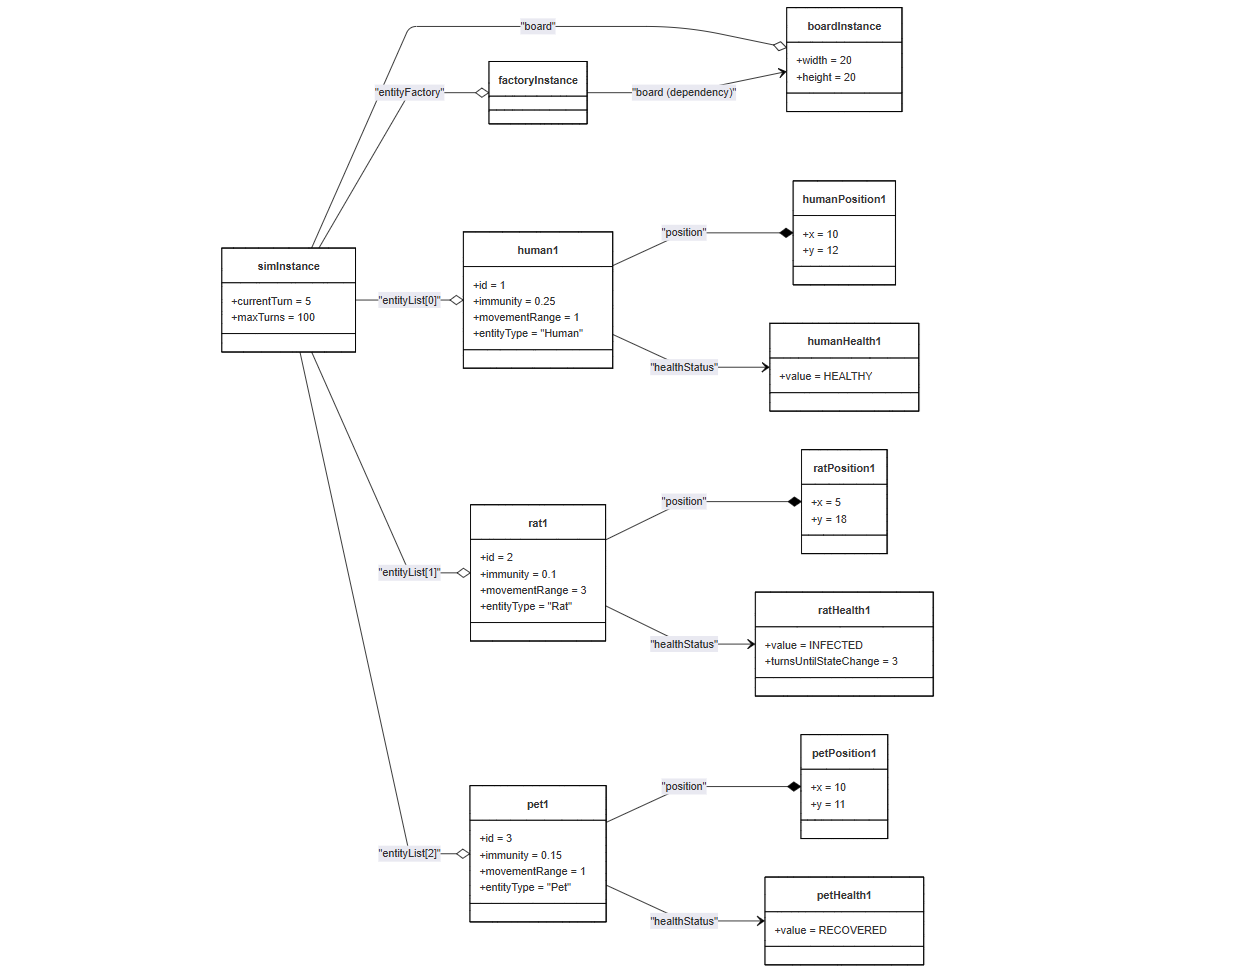 "board"
boardInstance
+width = 20
+height = 20
factoryInstance
"entityFactory"
"board (dependency)"
humanPosition1
+x = 10
+y = 12
"position"
human1
+id = 1
+immunity = 0.25
+movementRange = 1
+entityType = "Human"
simInstance
+currentTurn = 5
+maxTurns = 100
"entityList[0]"
humanHealth1
+value = HEALTHY
"healthStatus"
ratPosition1
+x = 5
+y = 18
"position"
rat1
+id = 2
+immunity = 0.1
+movementRange = 3
+entityType = "Rat"
"entityList[1]"
ratHealth1
+value = INFECTED
+turnsUntilStateChange = 3
"healthStatus"
petPosition1
+x = 10
+y = 11
"position"
pet1
+id = 3
+immunity = 0.15
+movementRange = 1
+entityType = "Pet"
"entityList[2]"
petHealth1
+value = RECOVERED
"healthStatus"